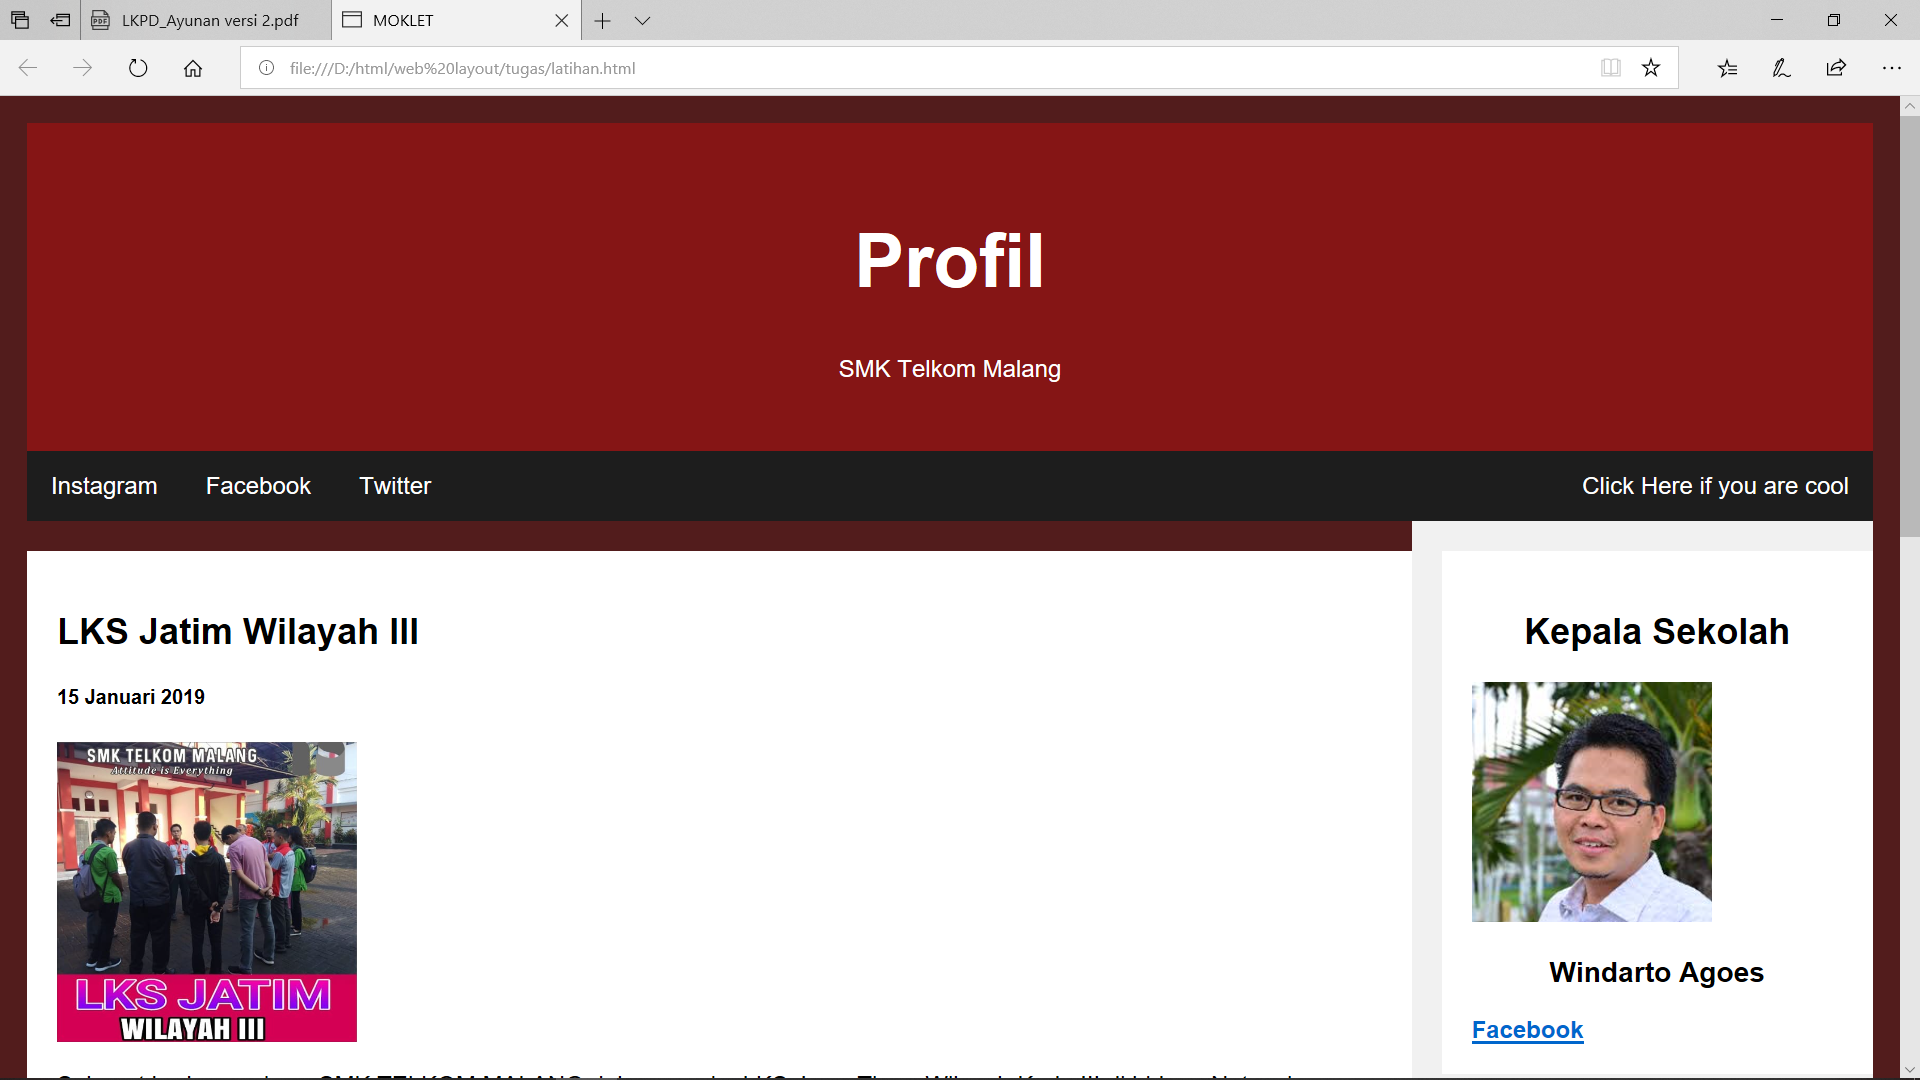 LKPD_Ayunan versi 2.pdf
MOKLET
file:///D:/html/web%20layout/tugas/latihan.html
Profil
SMK Telkom Malang
Instagram Facebook Twitter Click Here if you are cool
LKS Jatim Wilayah III
15 Januari 2019
SMK TELKOM MALANG
Attitude is Everything
LKS JATIM
WILAYAH III
Kepala Sekolah
Windarto Agoes
Facebook